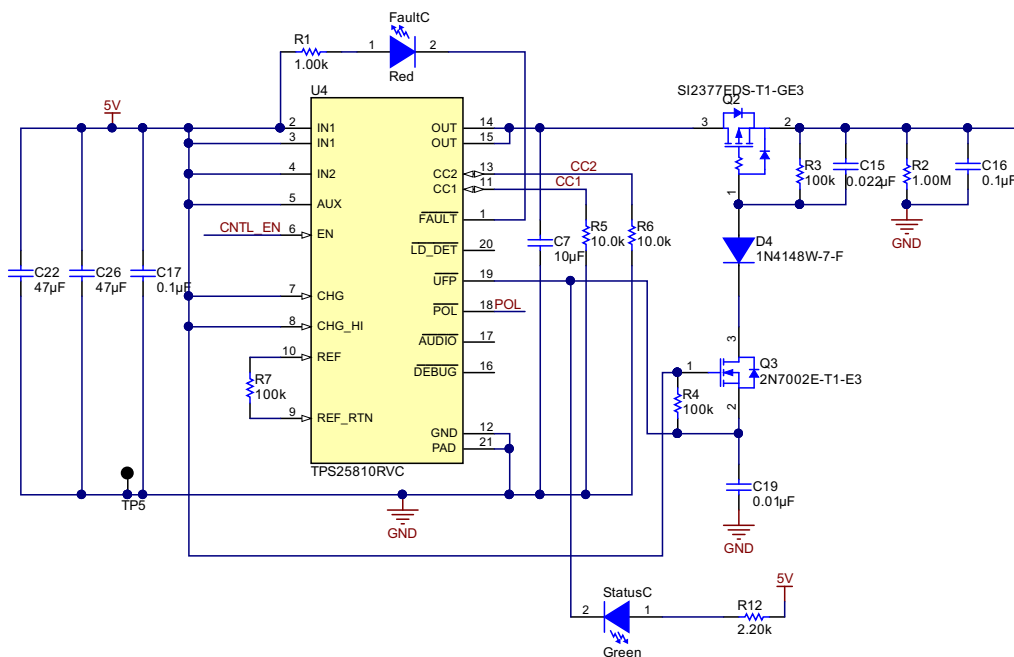 FaultC
R1
1.00k
1
2
Red
SI2377EDS-T1-GE3
Q2
U4
5V
2
IN1
OUT
14
3
2
3
IN1
OUT
15
4
IN2
CC2
13
CC2
R3
100k
C15
0.022µF
R2
1.00M
C16
0.1µF
CC1
11
CC1
1
5
AUX
FAULT
1
CNTL_EN
6
EN
R5
10.0k
R6
10.0k
GND
LD_DET
20
C7
10µF
D4
1N4148W-7-F
C22
47µF
C26
47µF
C17
0.1µF
UFP
19
7
CHG
POL
18
POL
8
CHG_HI
AUDIO
17
3
10
REF
Q3
2N7002E-T1-E3
DEBUG
16
1
R7
100k
R4
100k
2
9
REF_RTN
GND
12
PAD
21
TPS25810RVC
TP5
C19
0.01µF
GND
GND
5V
StatusC
2
1
R12
2.20k
Green